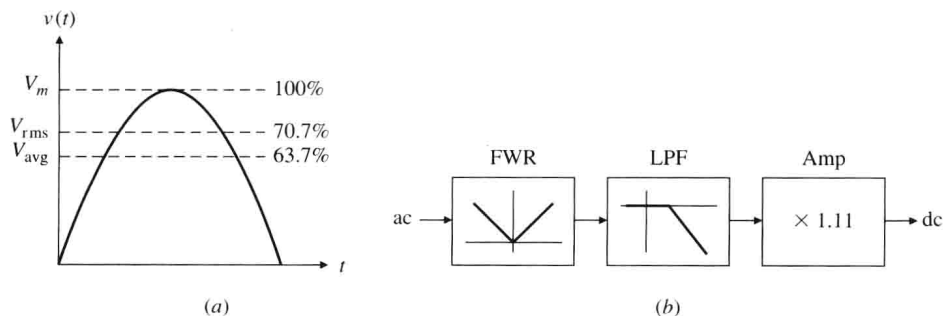 v(t)
V_m
100%
V_rms
70.7%
V_avg
63.7%
t
(a)
FWR
LPF
Amp
ac
× 1.11
dc
(b)